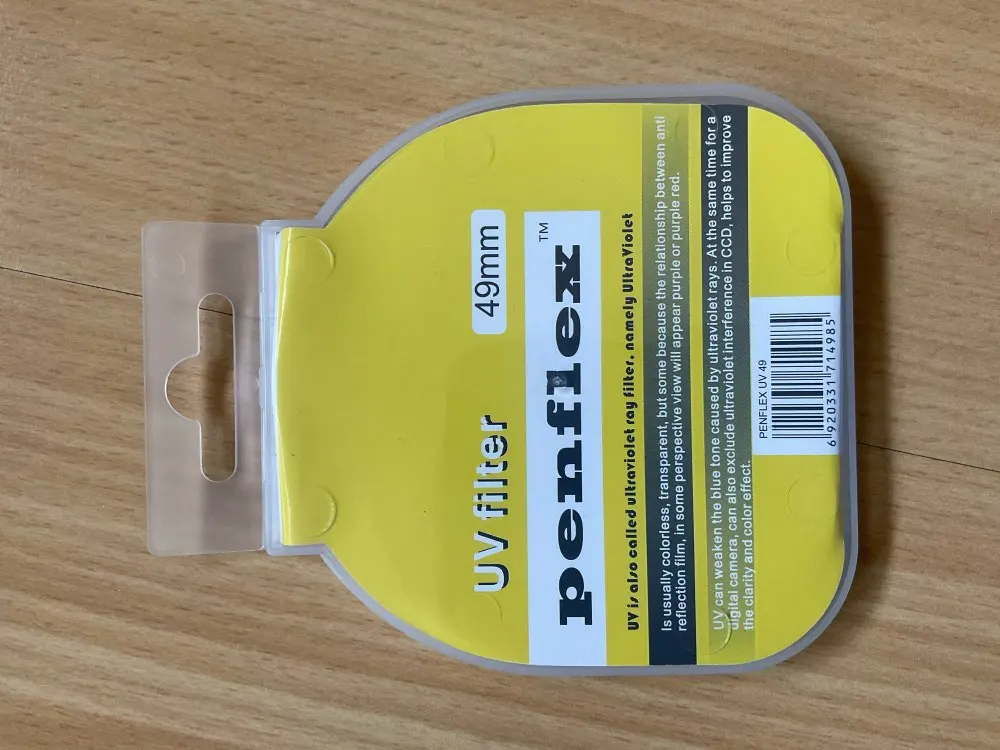 UV filter
49mm
penflex
TM
UV is also called ultraviolet ray filter, namely UltraViolet
Is usually colorless, transparent, but some because the relationship between anti
reflection film, in some perspective view will appear purple or purple red.
UV can weaken the blue tone caused by ultraviolet rays. At the same time for a
digital camera, can also exclude ultraviolet interference in CCD, helps to improve
the clarity and color effect.
PENFLEX UV 49
6 920331 714985